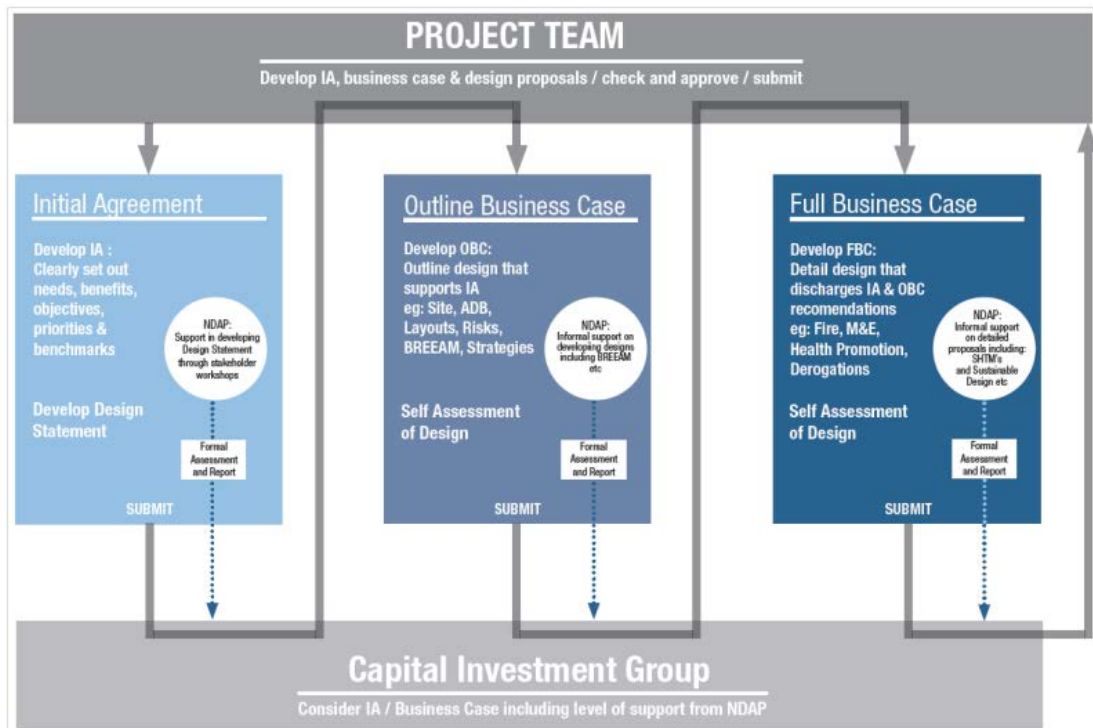 PROJECT TEAM
Develop IA, business case & design proposals / check and approve / submit
Initial Agreement
Develop IA :
Clearly set out
needs, benefits,
objectives,
priorities &
benchmarks
NDAP:
Support in developing
Design Statement
through stakeholder
workshops
Develop Design
Statement
Formal
Assessment
and Report
SUBMIT
Outline Business Case
Develop OBC:
Outline design that
supports IA
eg: Site, ADB,
Layouts, Risks,
BREEAM, Strategies
NDAP:
Informal support on
developing designs
including BREEAM
etc
Self Assessment
of Design
Formal
Assessment
and Report
SUBMIT
Full Business Case
Develop FBC:
Detail design that
discharges IA & OBC
recomendations
eg: Fire, M&E,
Health Promotion,
Derogations
NDAP:
Informal support
on detailed
proposals including:
SHTM's
and Sustainable
Design etc
Self Assessment
of Design
Formal
Assessment
and Report
SUBMIT
Capital Investment Group
Consider IA / Business Case including level of support from NDAP